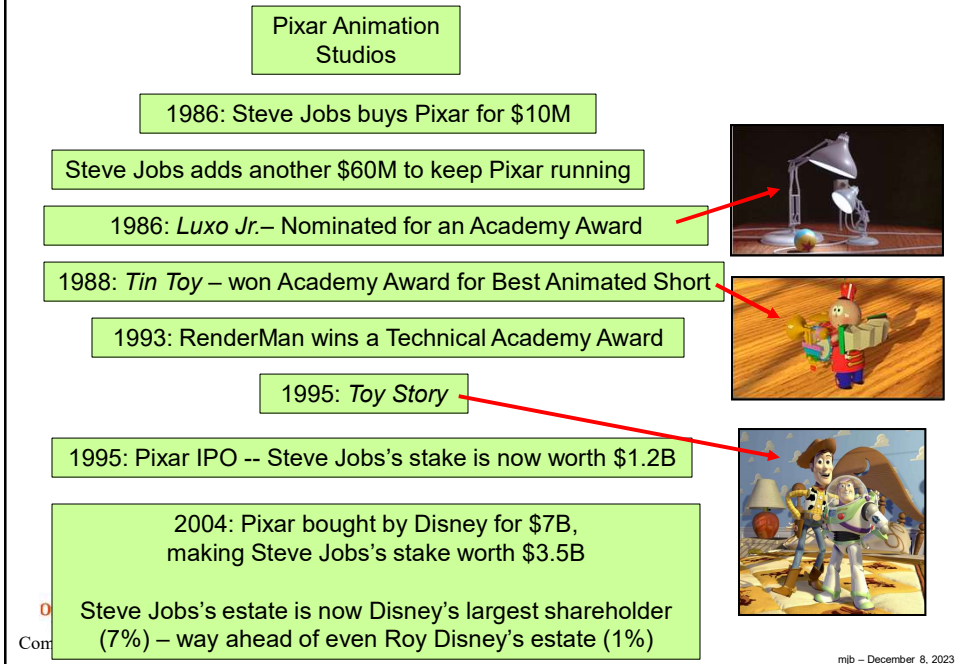 Pixar Animation
Studios
1986: Steve Jobs buys Pixar for $10M
Steve Jobs adds another $60M to keep Pixar running
1986: Luxo Jr.– Nominated for an Academy Award
1988: Tin Toy – won Academy Award for Best Animated Short
1993: RenderMan wins a Technical Academy Award
1995: Toy Story
1995: Pixar IPO -- Steve Jobs's stake is now worth $1.2B
2004: Pixar bought by Disney for $7B,
making Steve Jobs's stake worth $3.5B
Steve Jobs's estate is now Disney's largest shareholder
(7%) – way ahead of even Roy Disney's estate (1%)
Com
mjb – December 8, 2023